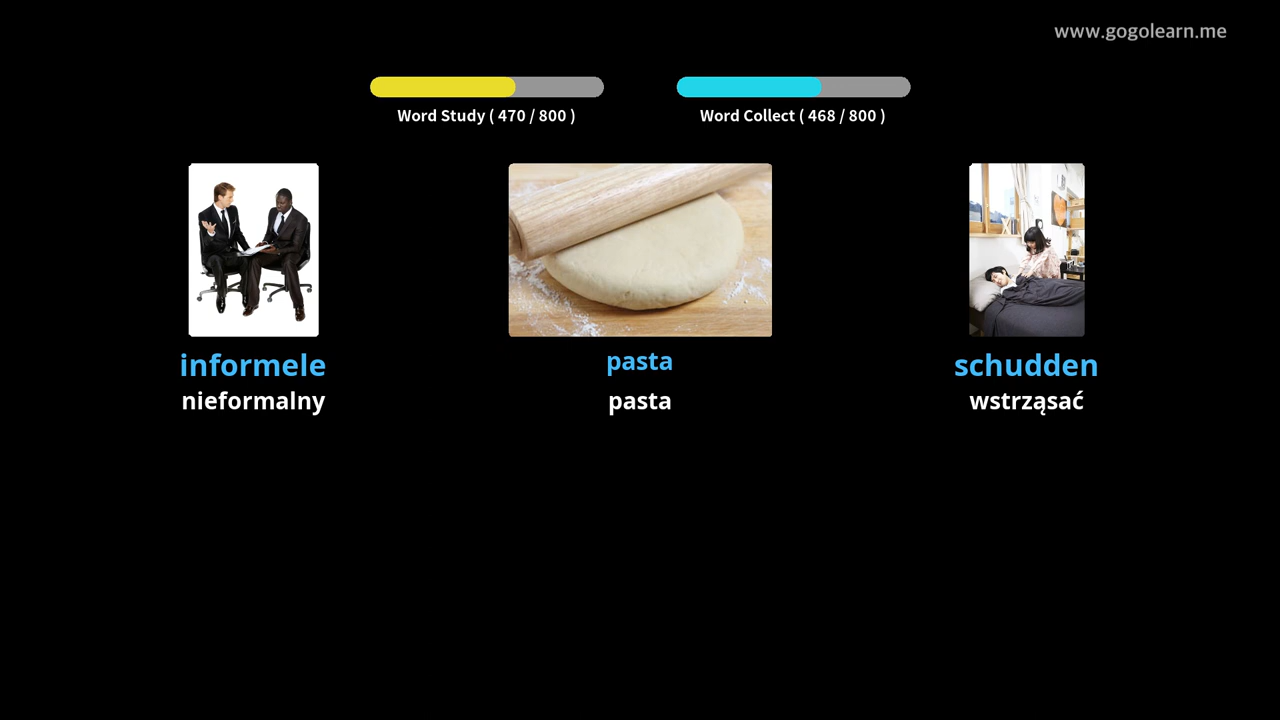 www.gogolearn.me
Word Study ( 470 / 800 )
Word Collect ( 468 / 800 )
informele
nieformalny
pasta
pasta
schudden
wstrząsać